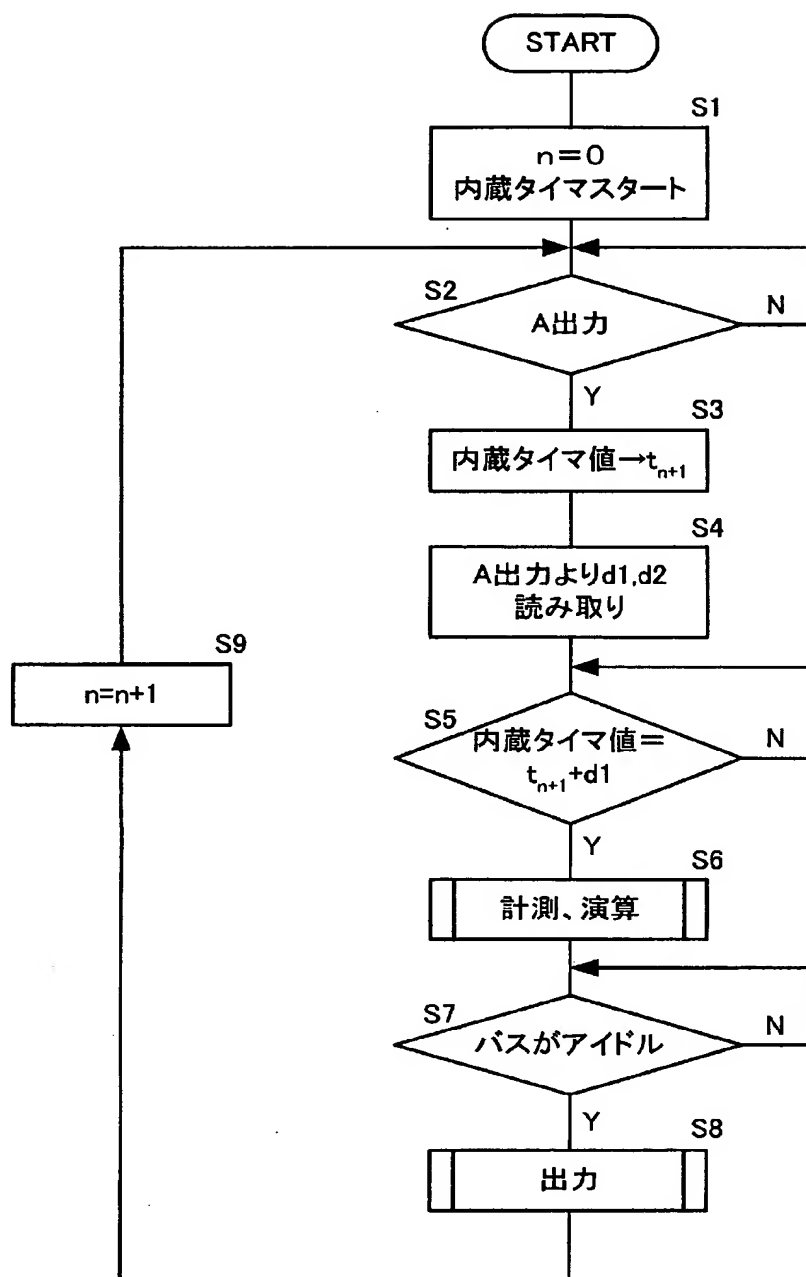 START
S1
n=0
内蔵タイマスタート
S2
A出力
N
Y
S3
内蔵タイマ値→tn+1
S4
A出力よりd1,d2
読み取り
S9
n=n+1
S5
内蔵タイマ値=
tn+1+d1
N
Y
S6
計測、演算
S7
バスがアイドル
N
Y
S8
出力